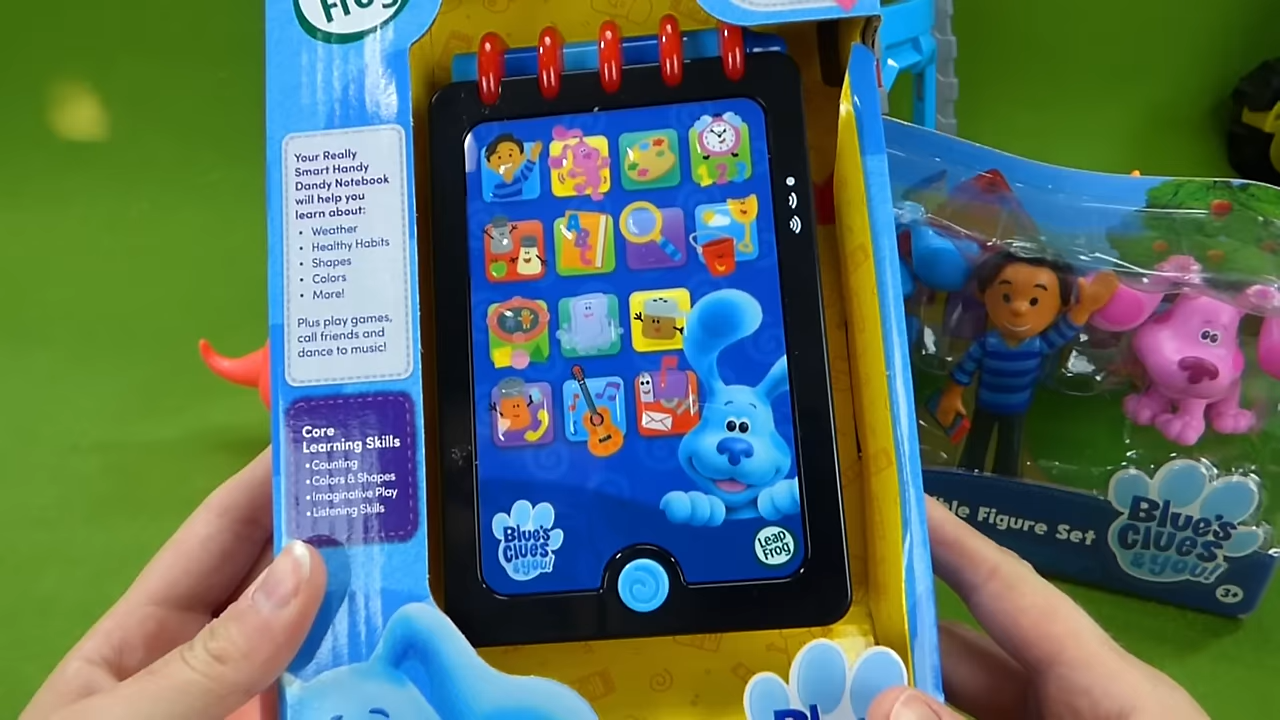 Frog
Your Really
Smart Handy
Dandy Notebook
will help you
learn about:
• Weather
• Healthy Habits
• Shapes
• Colors
• More!
Plus play games,
call friends and
dance to music!
Core
Learning Skills
• Counting
• Colors & Shapes
• Imaginative Play
• Listening Skills
123
ABC
Blue's
Clues
& YOU!
Leap
Frog
Figure Set
Blue's
Clues
& YOU!
3+